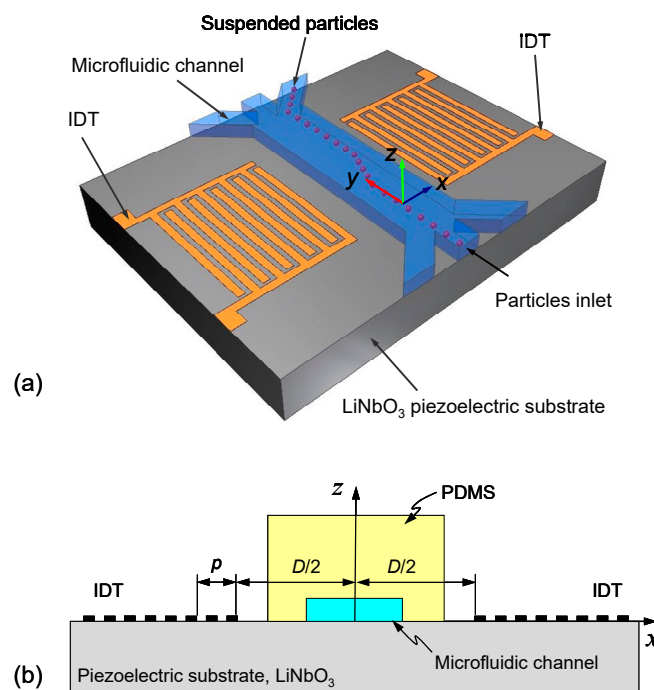 Suspended particles
IDT
Microfluidic channel
IDT
z
y
x
Particles inlet
(a)
LiNbO3 piezoelectric substrate
z
PDMS
p
D/2
D/2
IDT
IDT
x
(b)
Piezoelectric substrate, LiNbO3
Microfluidic channel